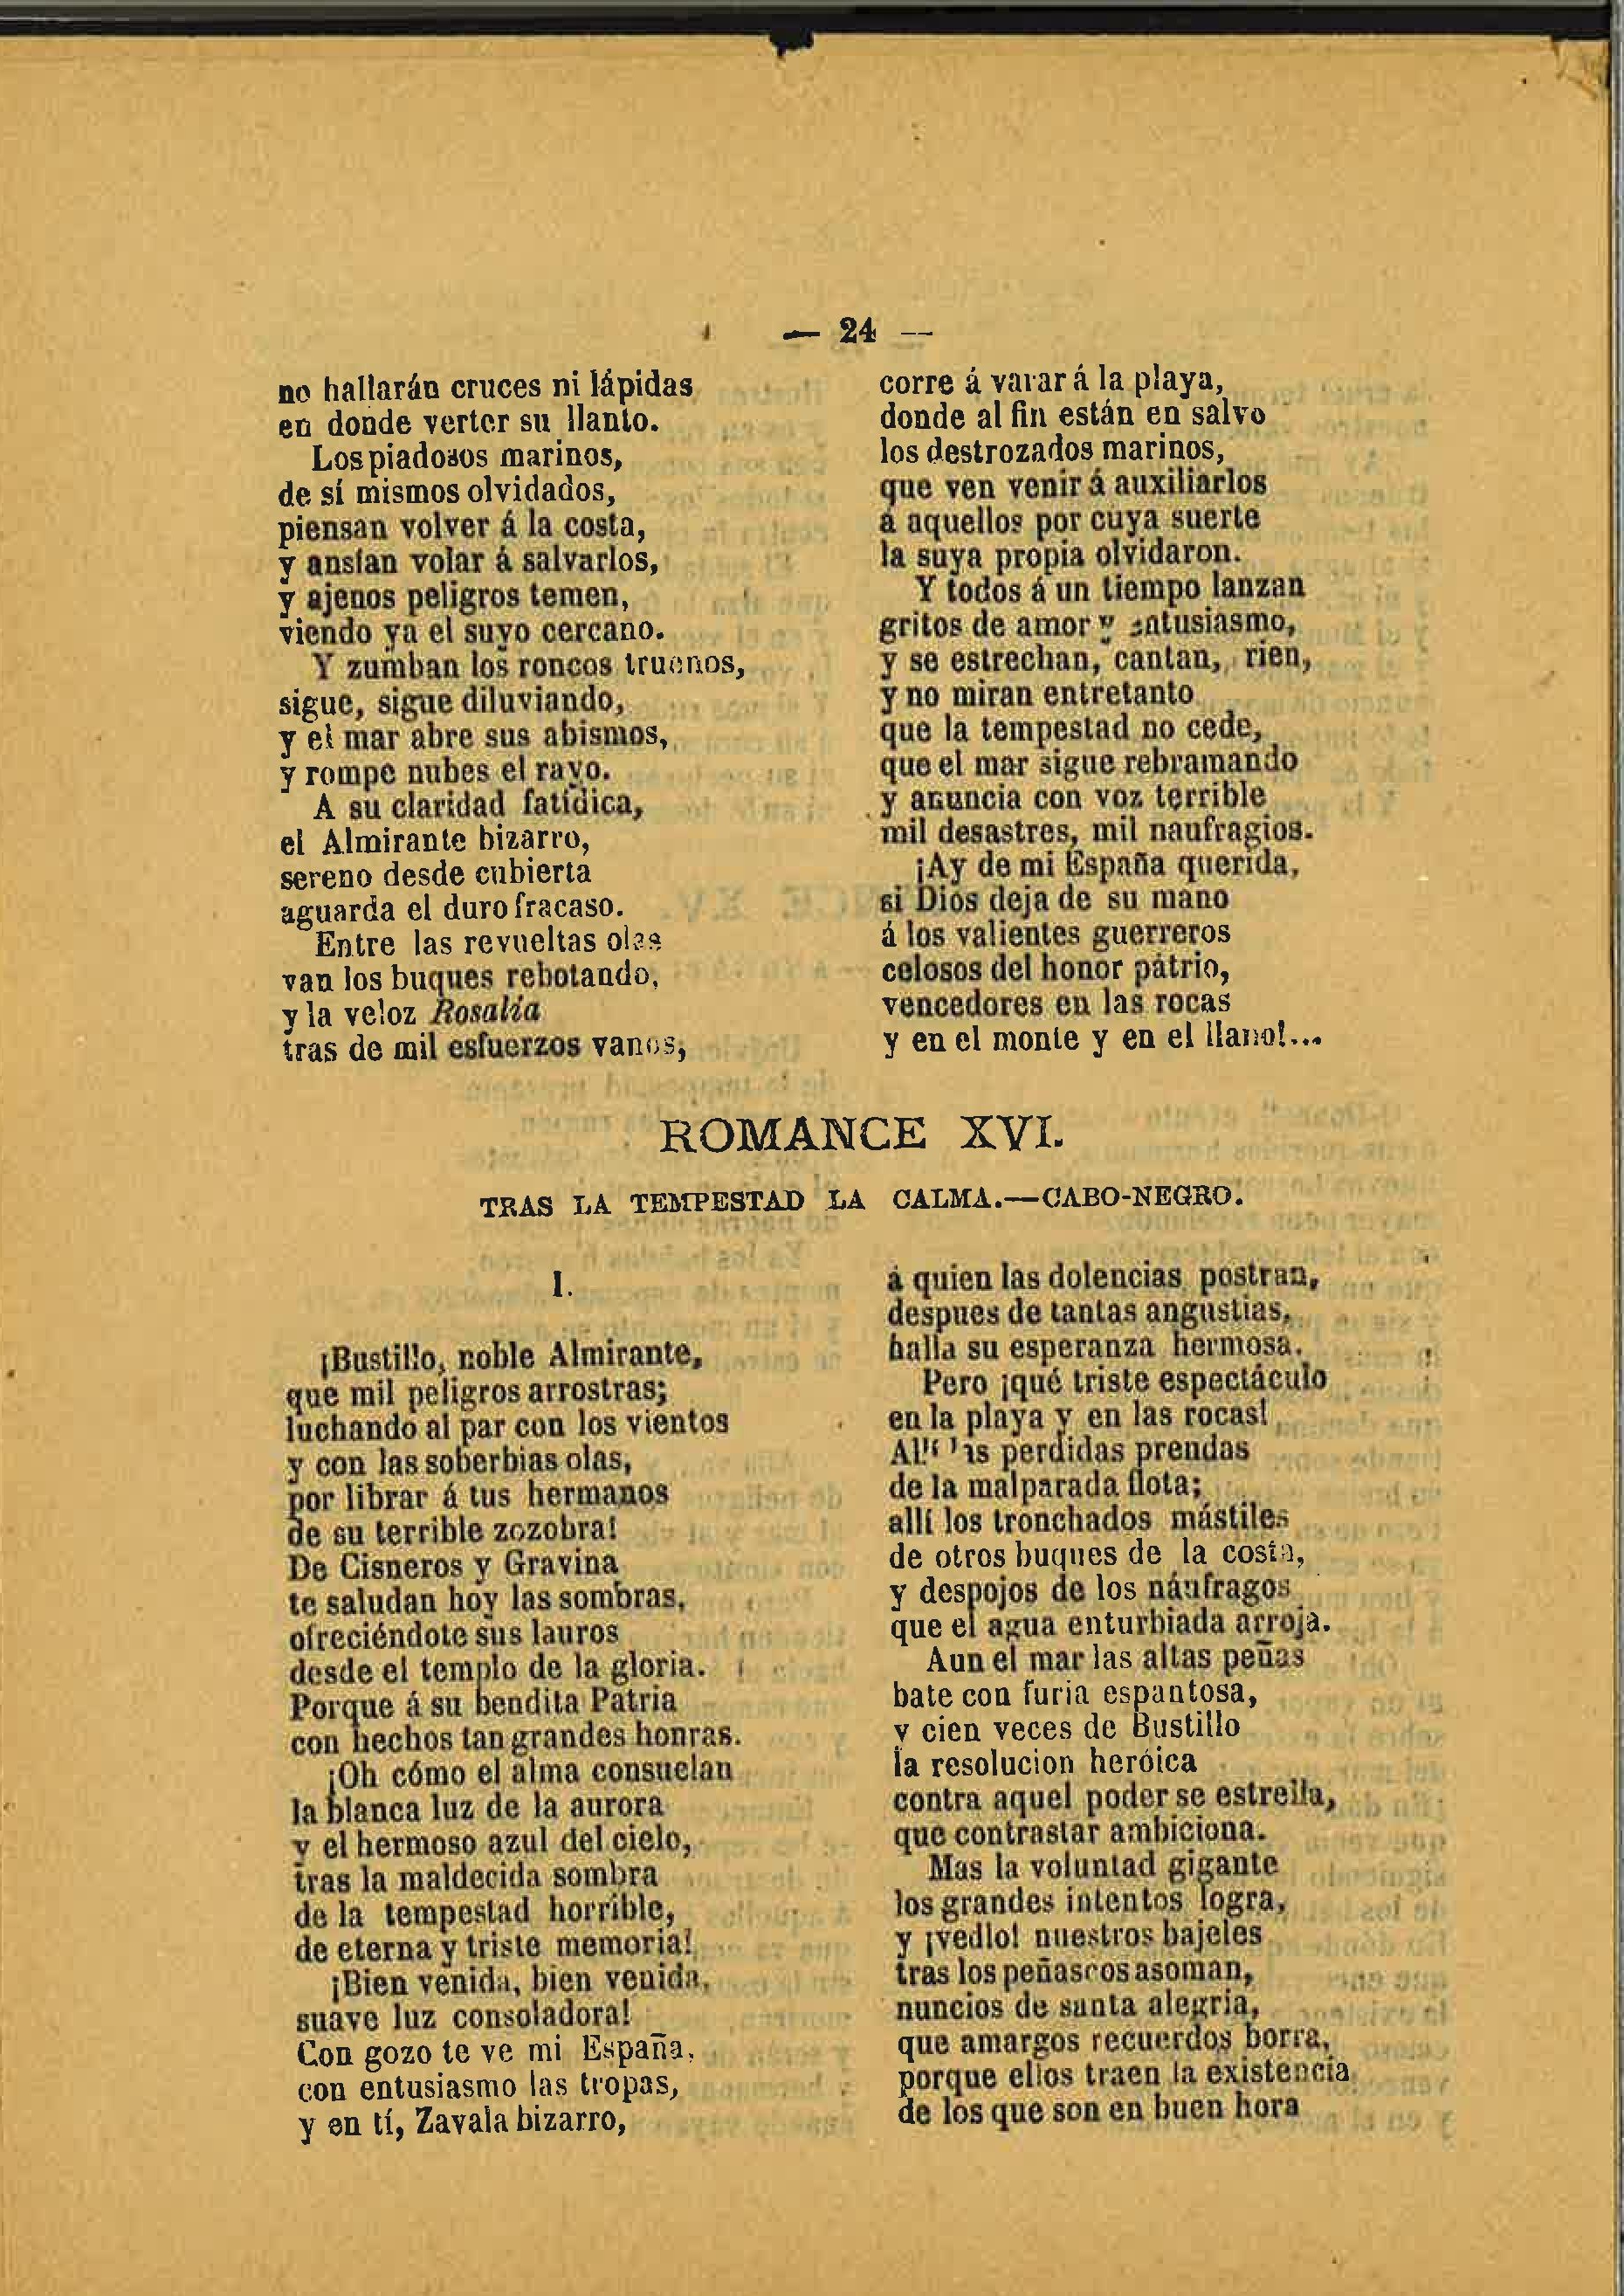 — 24 —
no hallarán cruces ni lápidas
en donde verter su llanto.
Los piadosos marinos,
de sí mismos olvidados,
piensan volver á la costa,
y ansían volar á salvarlos,
y ajenos peligros temen,
viendo ya el suyo cercano.
Y zumban los roncos truenos,
sigue, sigue diluviando,
y el mar abre sus abismos,
y rompe nubes el rayo.
A su claridad fatídica,
el Almirante bizarro,
sereno desde cubierta
aguarda el duro fracaso.
Entre las revueltas olas
van los buques rebotando,
y la veloz Rosalía
tras de mil esfuerzos vanos,
corre á varar á la playa,
donde al fin están en salvo
los destrozados marinos,
que ven venir á auxiliarlos
á aquellos por cuya suerte
la suya propia olvidaron.
Y todos á un tiempo lanzan
gritos de amor y entusiasmo,
y se estrechan, cantan, rien,
y no miran entretanto
que la tempestad no cede,
que el mar sigue rebramando
y anuncia con voz terrible
mil desastres, mil naufragios.
¡Ay de mi España querida,
si Dios deja de su mano
á los valientes guerreros
celosos del honor pátrio,
vencedores en las rocas
y en el monte y en el llano!...
ROMANCE XVI.
TRAS LA TEMPESTAD LA CALMA.—CABO-NEGRO.
I.
¡Bustillo, noble Almirante,
que mil peligros arrostras;
luchando al par con los vientos
y con las soberbias olas,
por librar á tus hermanos
de su terrible zozobra!
De Cisneros y Gravina
te saludan hoy las sombras,
ofreciéndote sus lauros
desde el templo de la gloria.
Porque á su bendita Patria
con hechos tan grandes honras.
¡Oh cómo el alma consuelan
la blanca luz de la aurora
y el hermoso azul del cielo,
tras la maldecida sombra
de la tempestad horrible,
de eterna y triste memoria!
¡Bien venida, bien venida,
suave luz consoladora!
Con gozo te ve mi España,
con entusiasmo las tropas,
y en tí, Zavala bizarro,
á quien las dolencias postran,
despues de tantas angustias,
halla su esperanza hermosa.
Pero ¡qué triste espectáculo
en la playa y en las rocas!
Allí las perdidas prendas
de la malparada flota;
allí los tronchados mástiles
de otros buques de la costa,
y despojos de los náufragos
que el agua enturbiada arroja.
Aun el mar las altas peñas
bate con furia espantosa,
y cien veces de Bustillo
la resolucion heróica
contra aquel poder se estrella,
que contrastar ambiciona.
Mas la voluntad gigante
los grandes intentos logra,
y ¡vedlo! nuestros bajeles
tras los peñascos asoman,
nuncios de santa alegria,
que amargos recuerdos borra,
porque ellos traen la existencia
de los que son en buen hora